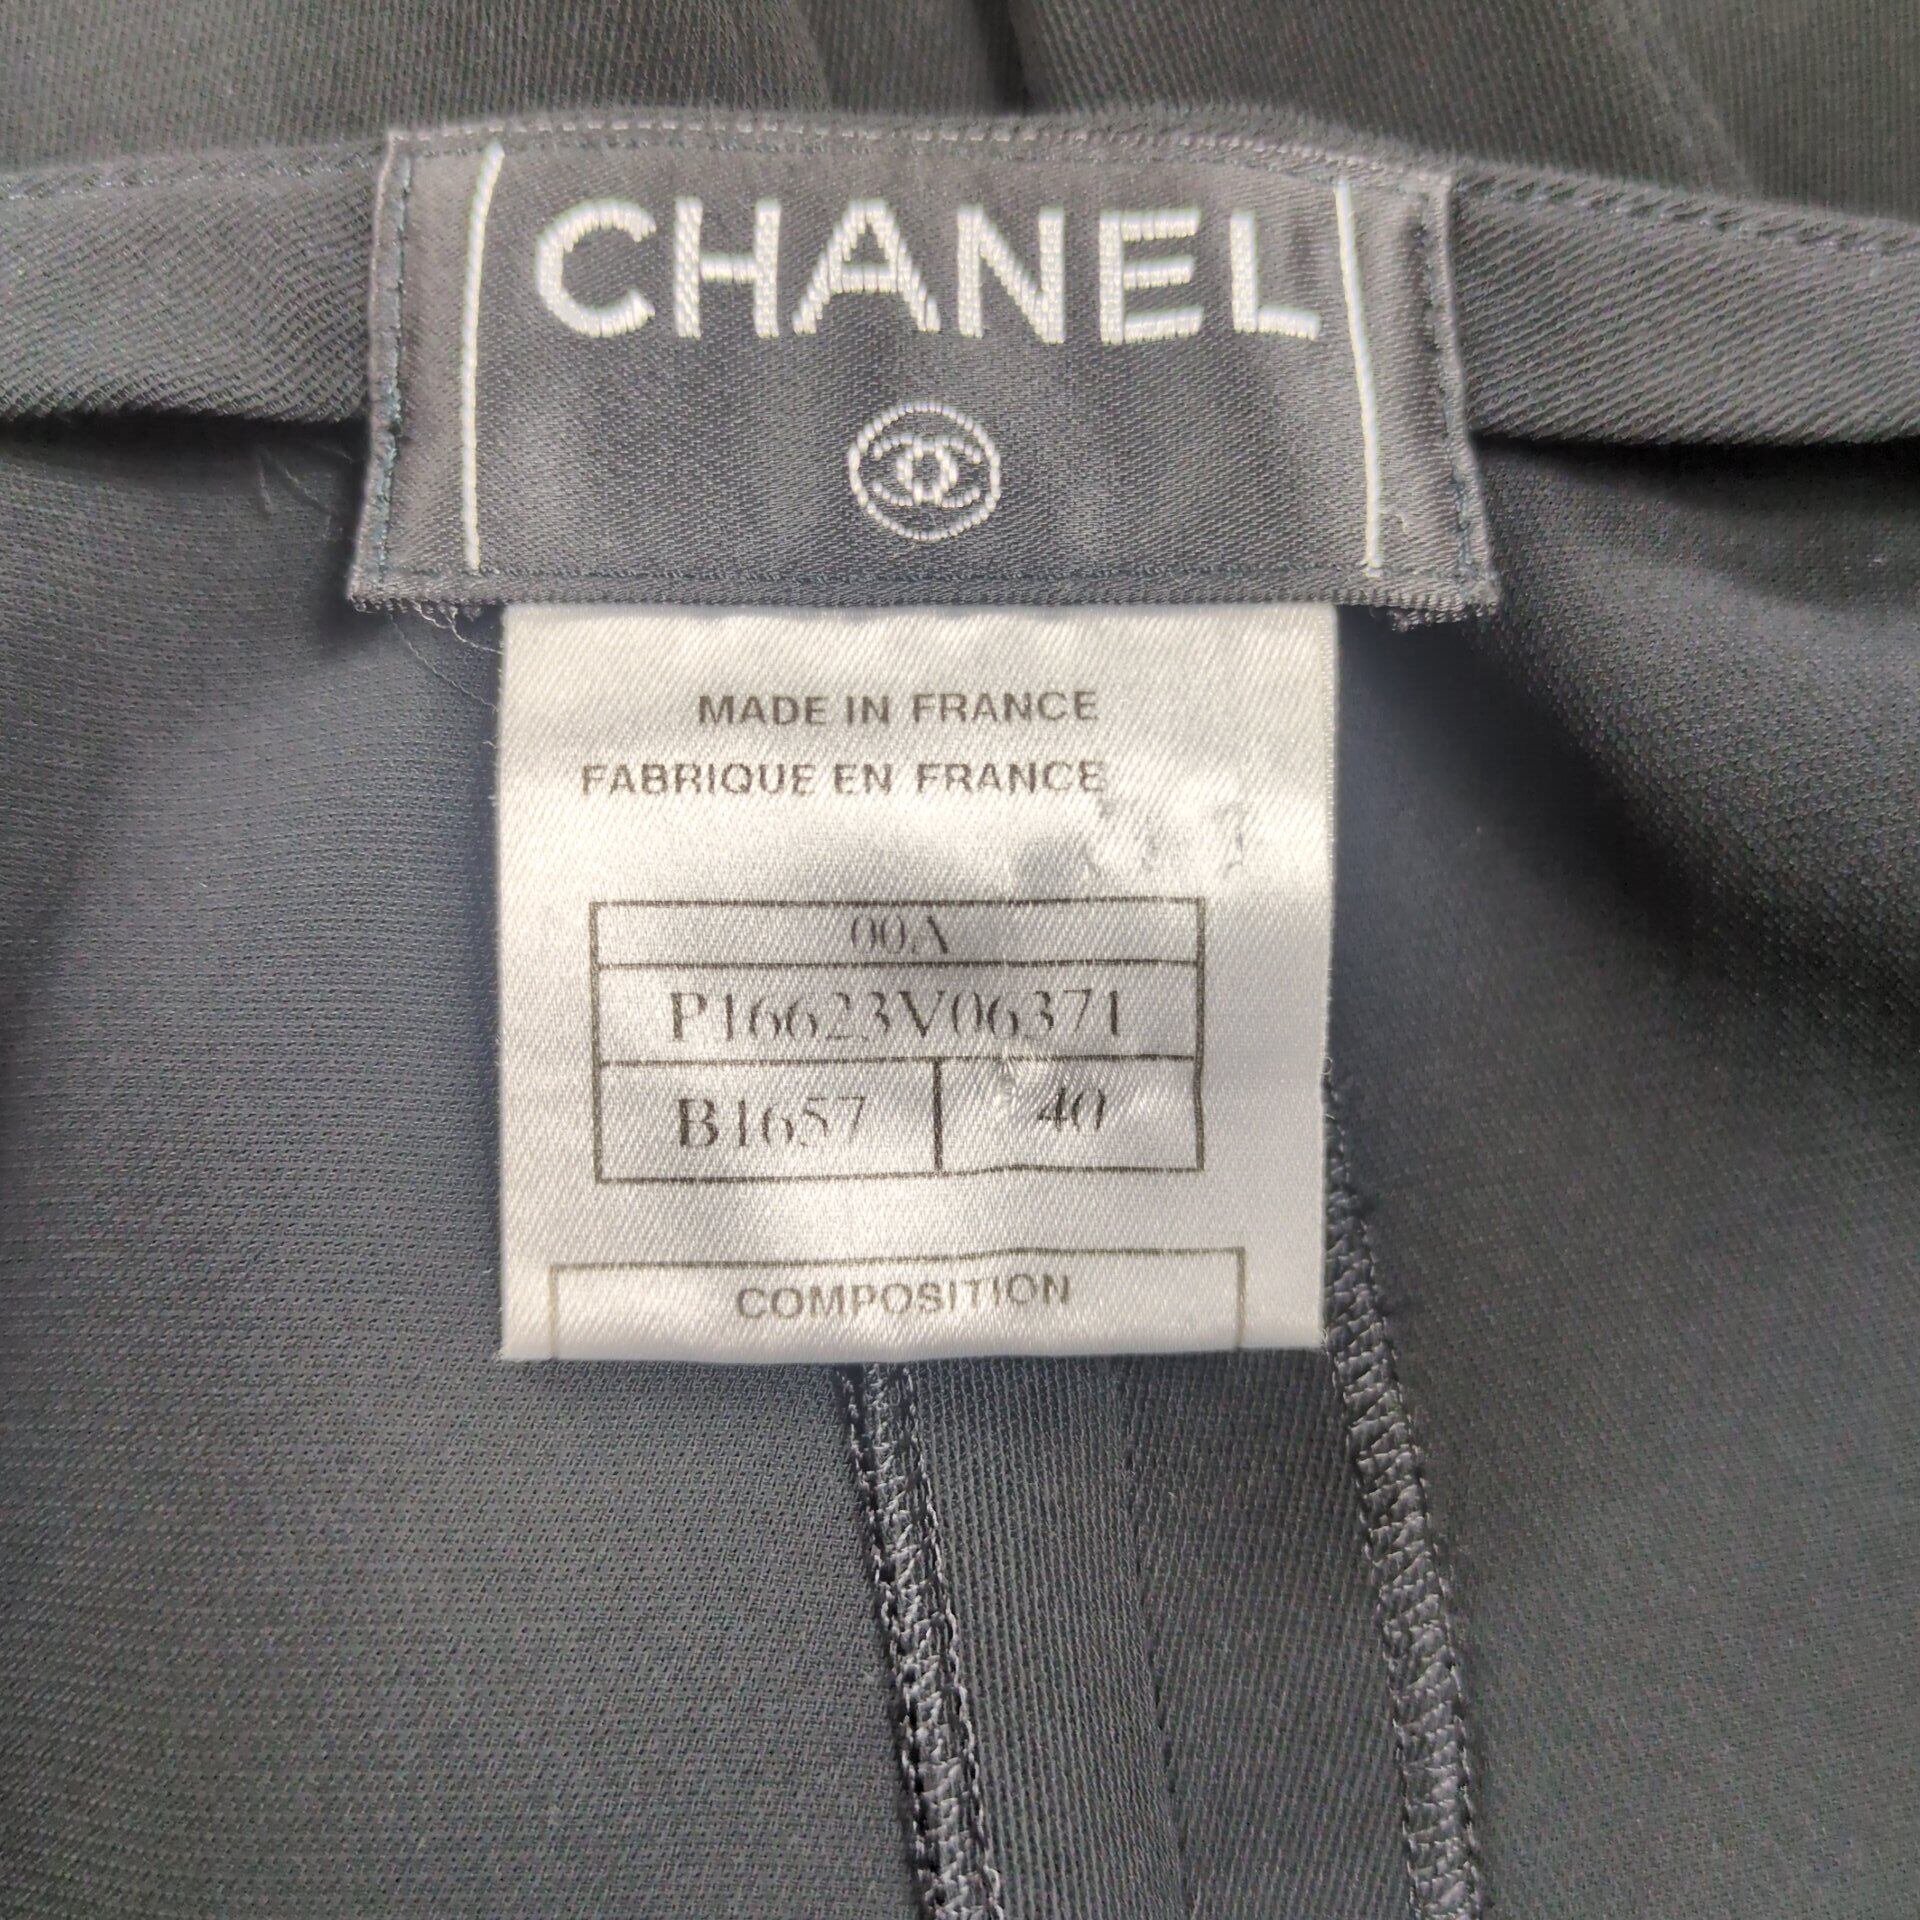 CHANEL
MADE IN FRANCE
FABRIQUE EN FRANCE
00A
P16623V06371
B1657 40
COMPOSITION